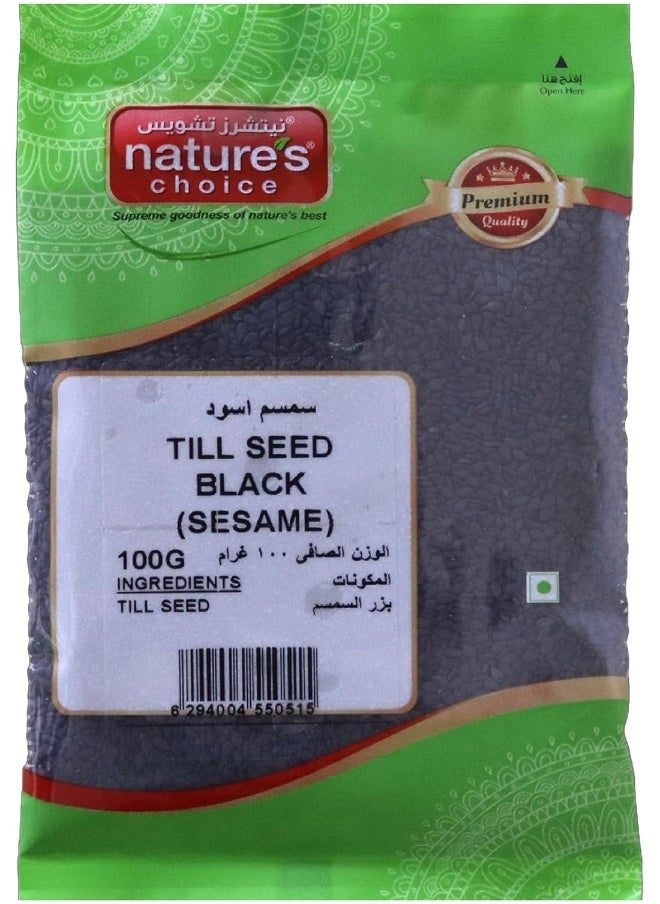 إفتح هنا
Open Here
نيتشرز تشويس®
nature's®
choice
Supreme goodness of nature's best
Premium
Quality
سمسم اسود
TILL SEED
BLACK
(SESAME)
100G الوزن الصافى ١٠٠ غرام
INGREDIENTS المكونات
TILL SEED بزر السمسم
6 294004 550515